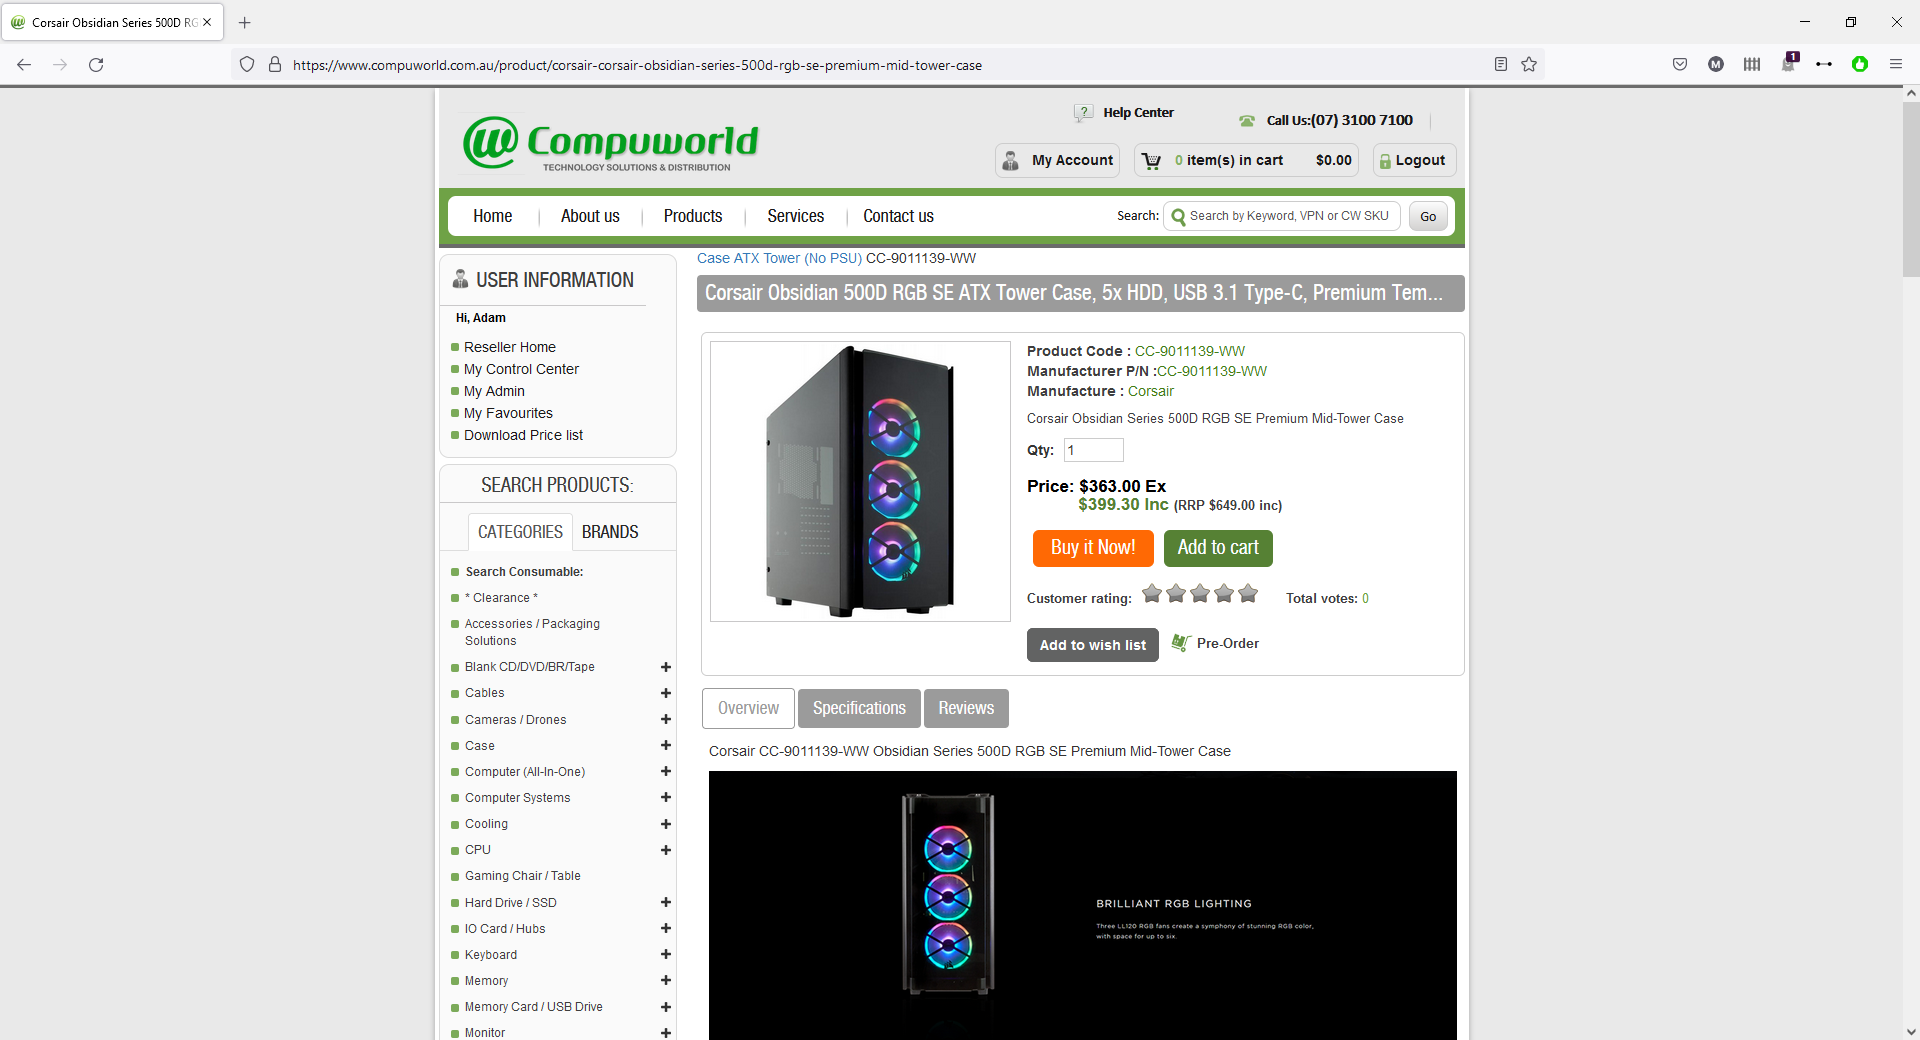 Corsair Obsidian Series 500D RG
https://www.compuworld.com.au/product/corsair-corsair-obsidian-series-500d-rgb-se-premium-mid-tower-case
M
1
Compuworld
TECHNOLOGY SOLUTIONS & DISTRIBUTION
? Help Center
Call Us:(07) 3100 7100
My Account
0 item(s) in cart $0.00
Logout
Home
About us
Products
Services
Contact us
Search:
Search by Keyword, VPN or CW SKU
Go
USER INFORMATION
Hi, Adam
Reseller Home
My Control Center
My Admin
My Favourites
Download Price list
SEARCH PRODUCTS:
CATEGORIES BRANDS
Search Consumable:
* Clearance *
Accessories / Packaging
Solutions
Blank CD/DVD/BR/Tape
Cables
Cameras / Drones
Case
Computer (All-In-One)
Computer Systems
Cooling
CPU
Gaming Chair / Table
Hard Drive / SSD
IO Card / Hubs
Keyboard
Memory
Memory Card / USB Drive
Monitor
Case ATX Tower (No PSU) CC-9011139-WW
Corsair Obsidian 500D RGB SE ATX Tower Case, 5x HDD, USB 3.1 Type-C, Premium Tem...
Product Code : CC-9011139-WW
Manufacturer P/N :CC-9011139-WW
Manufacture : Corsair
Corsair Obsidian Series 500D RGB SE Premium Mid-Tower Case
Qty: 1
Price: $363.00 Ex
$399.30 Inc (RRP $649.00 inc)
Buy it Now!
Add to cart
Customer rating:
Total votes: 0
Add to wish list
Pre-Order
Overview
Specifications
Reviews
Corsair CC-9011139-WW Obsidian Series 500D RGB SE Premium Mid-Tower Case
BRILLIANT RGB LIGHTING
Three LL120 RGB fans create a symphony of stunning RGB color,
with space for up to six.